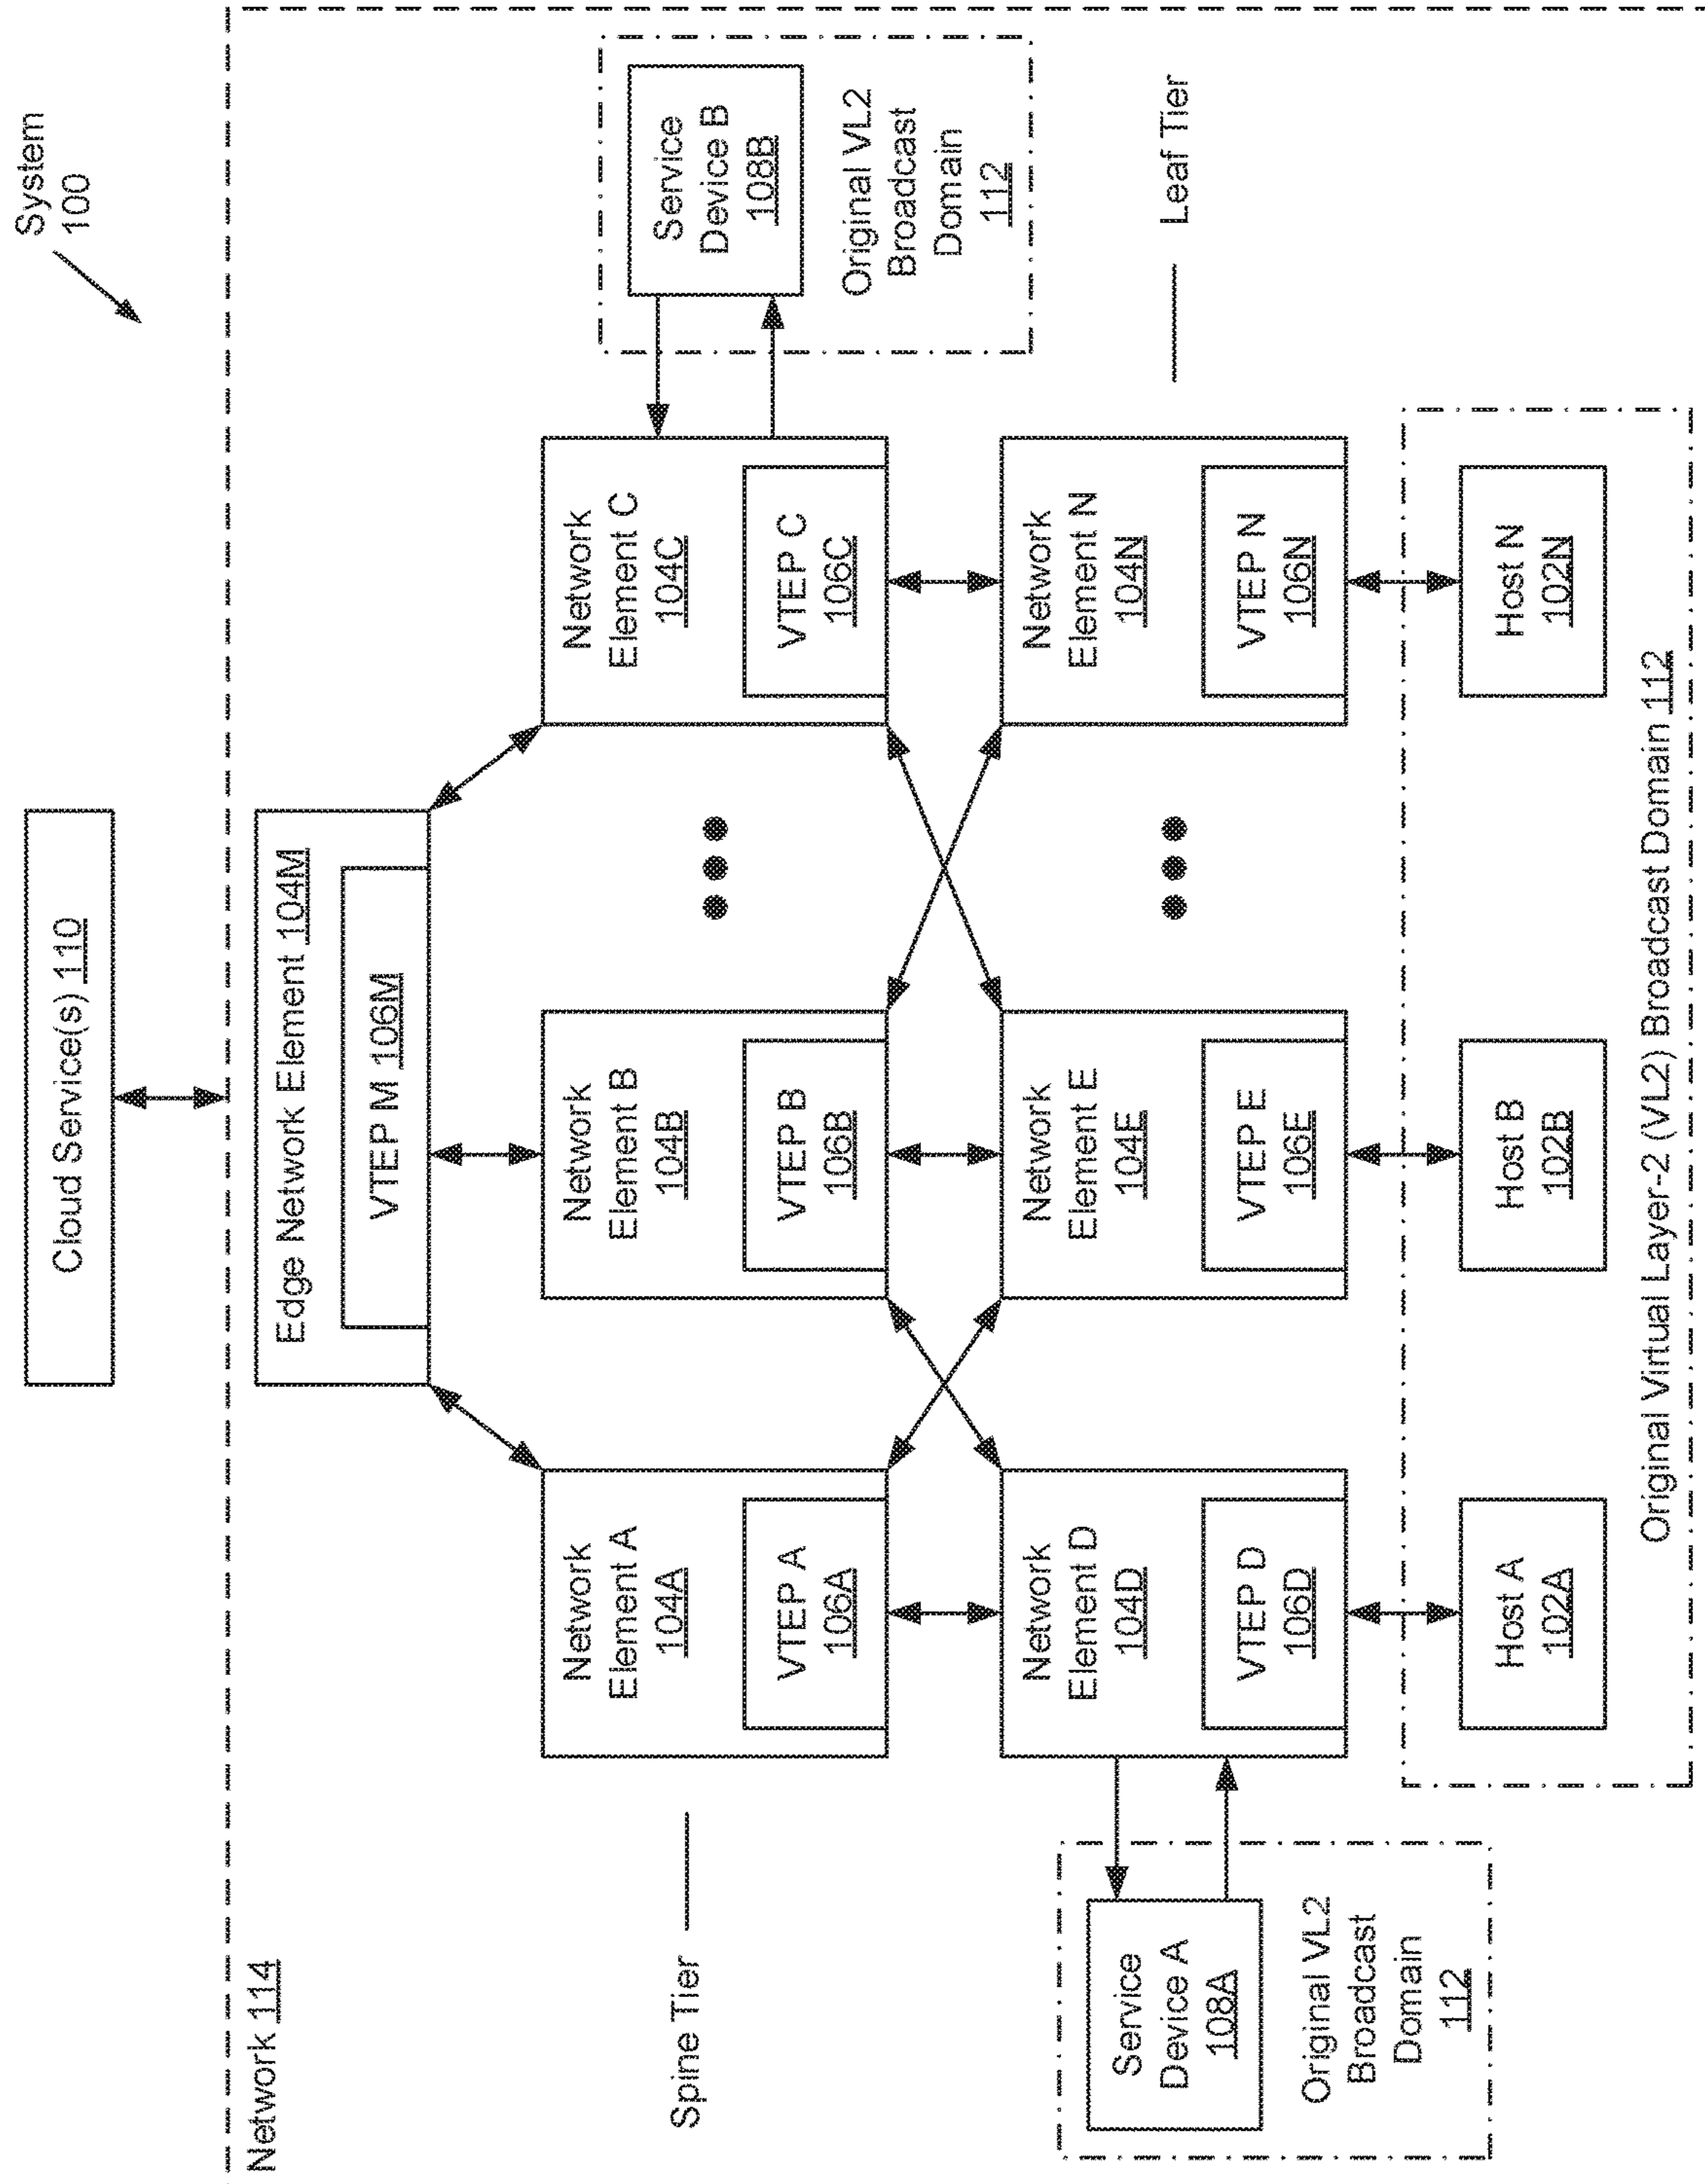 System
100
Cloud Service(s) 110
Network 114
Edge Network Element 104M
VTEP M 106M
Spine Tier
Network
Element A
104A
VTEP A
106A
Network
Element B
104B
VTEP B
106B
Network
Element C
104C
VTEP C
106C
Service
Device B
108B
Original VL2
Broadcast
Domain
112
Service
Device A
108A
Original VL2
Broadcast
Domain
112
Network
Element D
104D
VTEP D
106D
Network
Element E
104E
VTEP E
106E
Network
Element N
104N
VTEP N
106N
Leaf Tier
Host A
102A
Host B
102B
Host N
102N
Original Virtual Layer-2 (VL2) Broadcast Domain 112